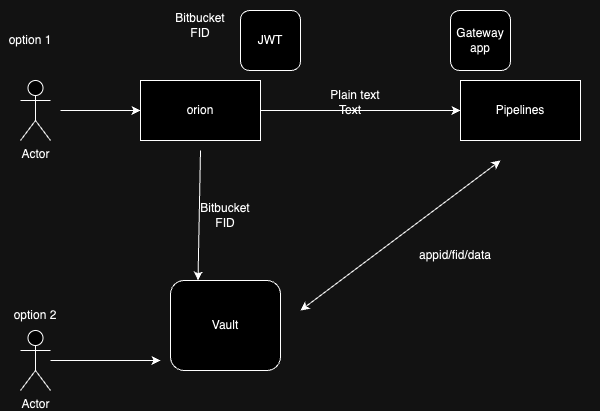 Bitbucket
FID
JWT
Gateway
app
option 1
orion
Plain text
Text
Pipelines
Actor
Bitbucket
FID
appid/fid/data
option 2
Vault
Actor